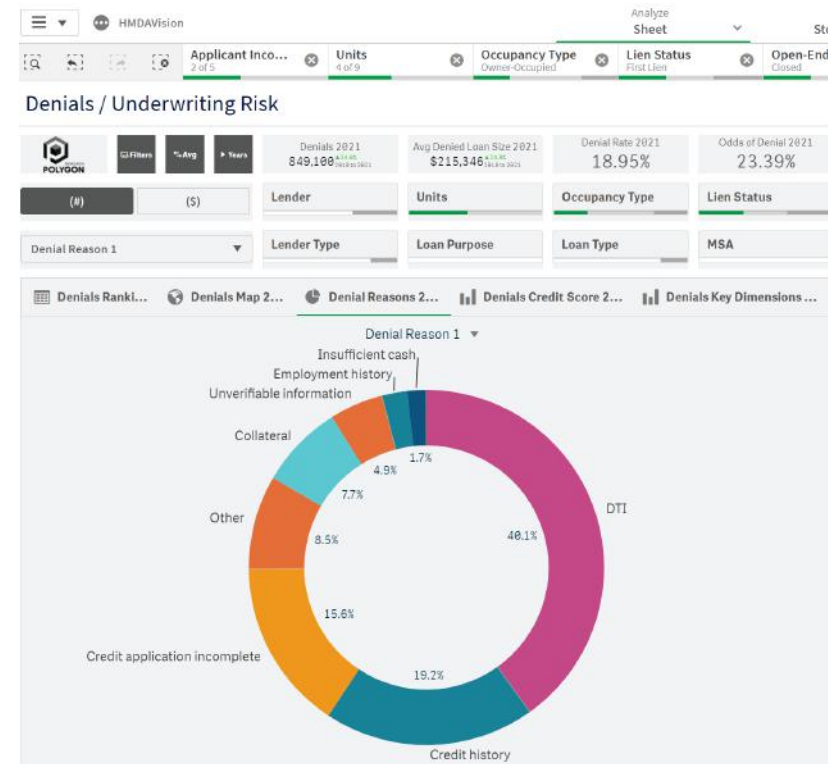 HMDAVision
Analyze
Sheet
Applicant Inco...
2 of 5
Units
4 of 9
Occupancy Type
Owner-Occupied
Lien Status
First Lien
Open-End
Closed
Denials / Underwriting Risk
POLYGON
Filters
%Avg
Years
Denials 2021
849,100
Avg Denied Loan Size 2021
$215,346
Denial Rate 2021
18.95%
Odds of Denial 2021
23.39%
(#)
($)
Lender
Units
Occupancy Type
Lien Status
Denial Reason 1
Lender Type
Loan Purpose
Loan Type
MSA
Denials Ranki...
Denials Map 2...
Denial Reasons 2...
Denials Credit Score 2...
Denials Key Dimensions ...
Denial Reason 1
Insufficient cash
Employment history
Unverifiable information
Collateral
Other
Credit application incomplete
Credit history
DTI
1.7%
4.9%
7.7%
8.5%
40.1%
15.6%
19.2%